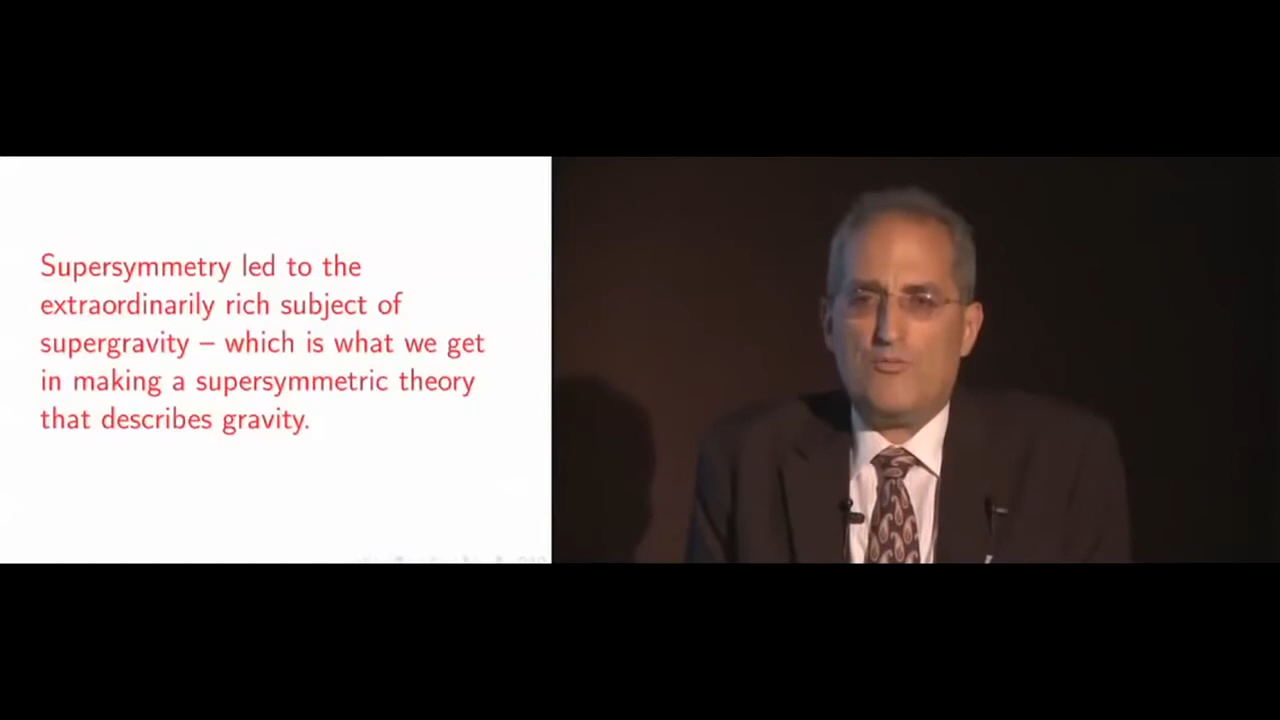 Supersymmetry led to the
extraordinarily rich subject of
supergravity – which is what we get
in making a supersymmetric theory
that describes gravity.